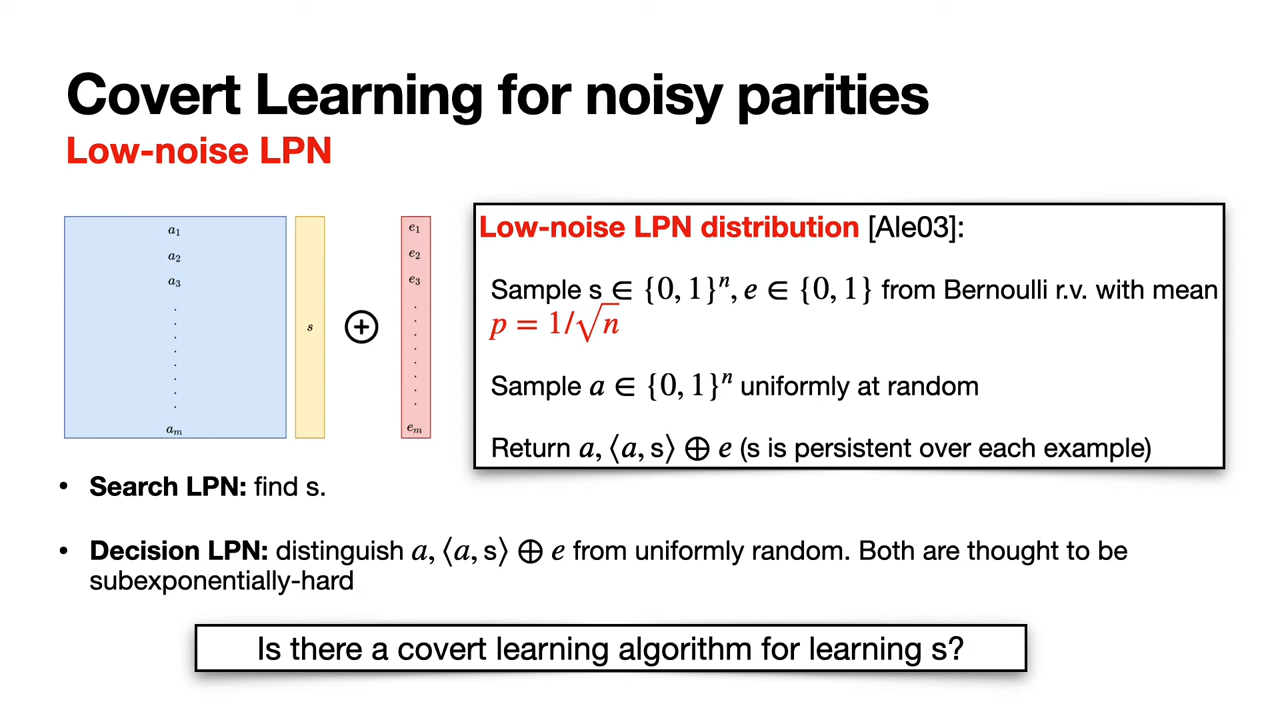 Covert Learning for noisy parities
Low-noise LPN
a₁
a₂
a₃
.
.
.
.
.
.
.
.
aₘ
s
⊕
e₁
e₂
e₃
.
.
.
.
.
.
.
.
eₘ
Low-noise LPN distribution [Ale03]:
Sample s ∈ {0, 1}ⁿ, e ∈ {0, 1} from Bernoulli r.v. with mean
p = 1/√n
Sample a ∈ {0, 1}ⁿ uniformly at random
Return a, ⟨a, s⟩ ⊕ e (s is persistent over each example)
• Search LPN: find s.
• Decision LPN: distinguish a, ⟨a, s⟩ ⊕ e from uniformly random. Both are thought to be
subexponentially-hard
Is there a covert learning algorithm for learning s?